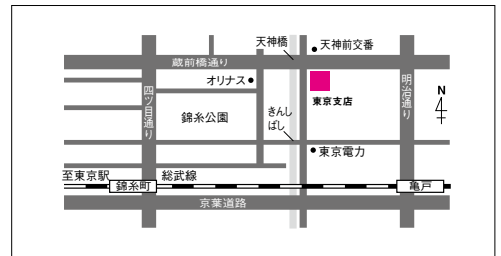 天神橋
天神前交番
蔵前橋通り
オリナス
四ツ目通り
東京支店
明治通り
N
錦糸公園
きんし
ばし
東京電力
至東京駅
錦糸町
総武線
亀戸
京葉道路